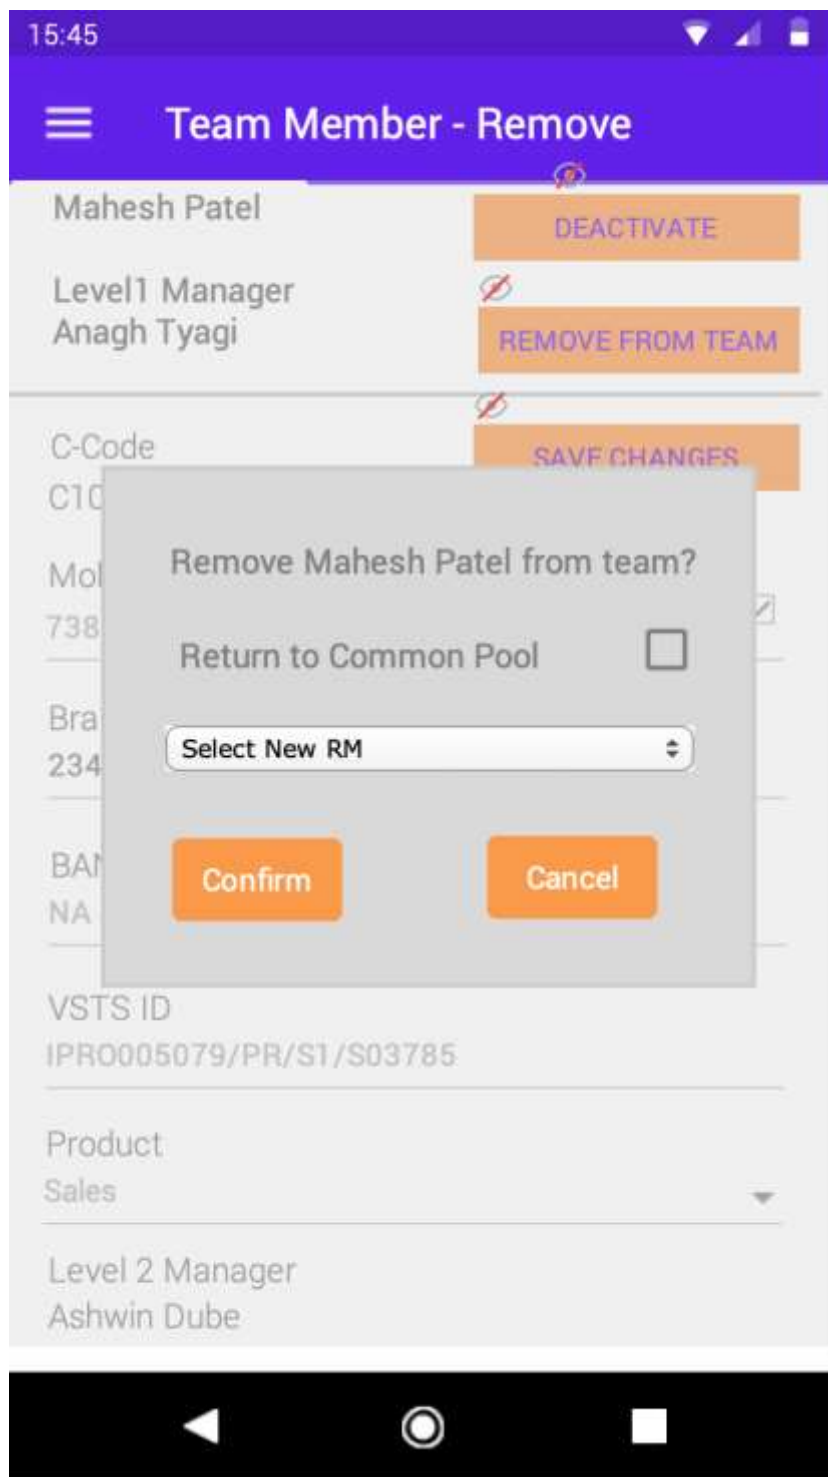 15:45
Team Member - Remove
Mahesh Patel
DEACTIVATE
Level1 Manager
Anagh Tyagi
REMOVE FROM TEAM
C-Code
SAVE CHANGES
C10
Remove Mahesh Patel from team?
738
Return to Common Pool
Bra
Select New RM
234
Confirm
Cancel
NA
VSTS ID
IPRO005079/PR/S1/S03785
Product
Sales
Level 2 Manager
Ashwin Dube